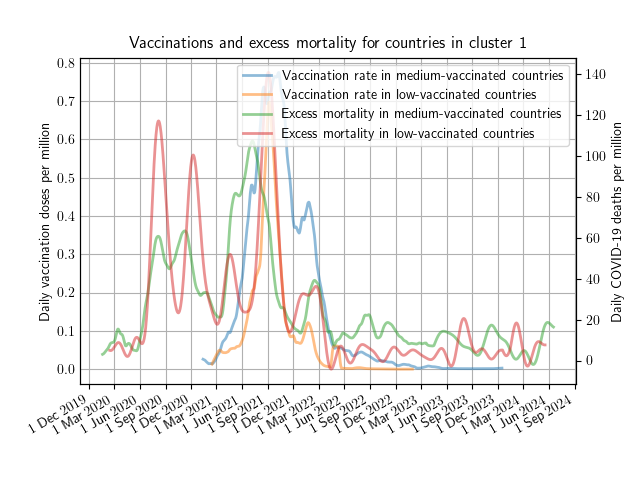 Vaccinations and excess mortality for countries in cluster 1
Vaccination rate in medium-vaccinated countries
Vaccination rate in low-vaccinated countries
Excess mortality in medium-vaccinated countries
Excess mortality in low-vaccinated countries
Daily vaccination doses per million
0.8
0.7
0.6
0.5
0.4
0.3
0.2
0.1
0.0
140
120
100
80
60
40
20
0
Daily COVID-19 deaths per million
1 Dec 2019
1 Mar 2020
1 Jun 2020
1 Sep 2020
1 Dec 2020
1 Mar 2021
1 Jun 2021
1 Sep 2021
1 Dec 2021
1 Mar 2022
1 Jun 2022
1 Sep 2022
1 Dec 2022
1 Mar 2023
1 Jun 2023
1 Sep 2023
1 Dec 2023
1 Mar 2024
1 Jun 2024
1 Sep 2024